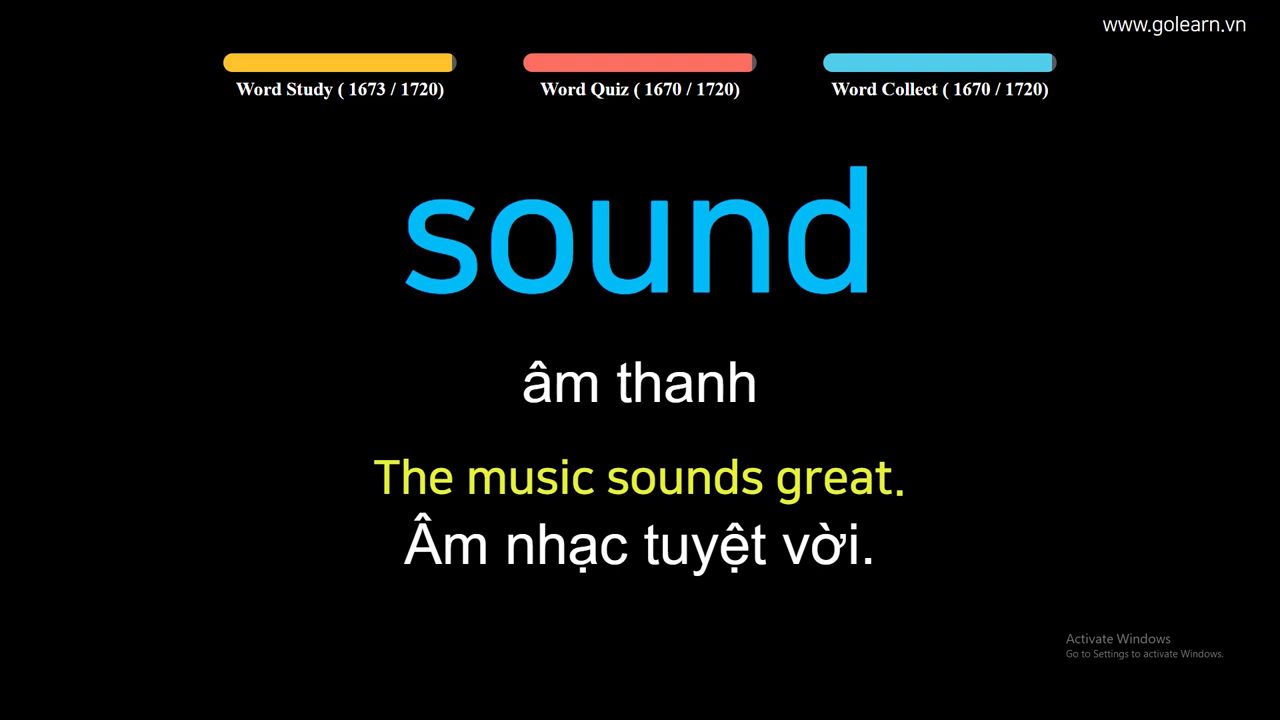 www.golearn.vn
Word Study ( 1673 / 1720)
Word Quiz ( 1670 / 1720)
Word Collect ( 1670 / 1720)
sound
âm thanh
The music sounds great.
Âm nhạc tuyệt vời.
Activate Windows
Go to Settings to activate Windows.